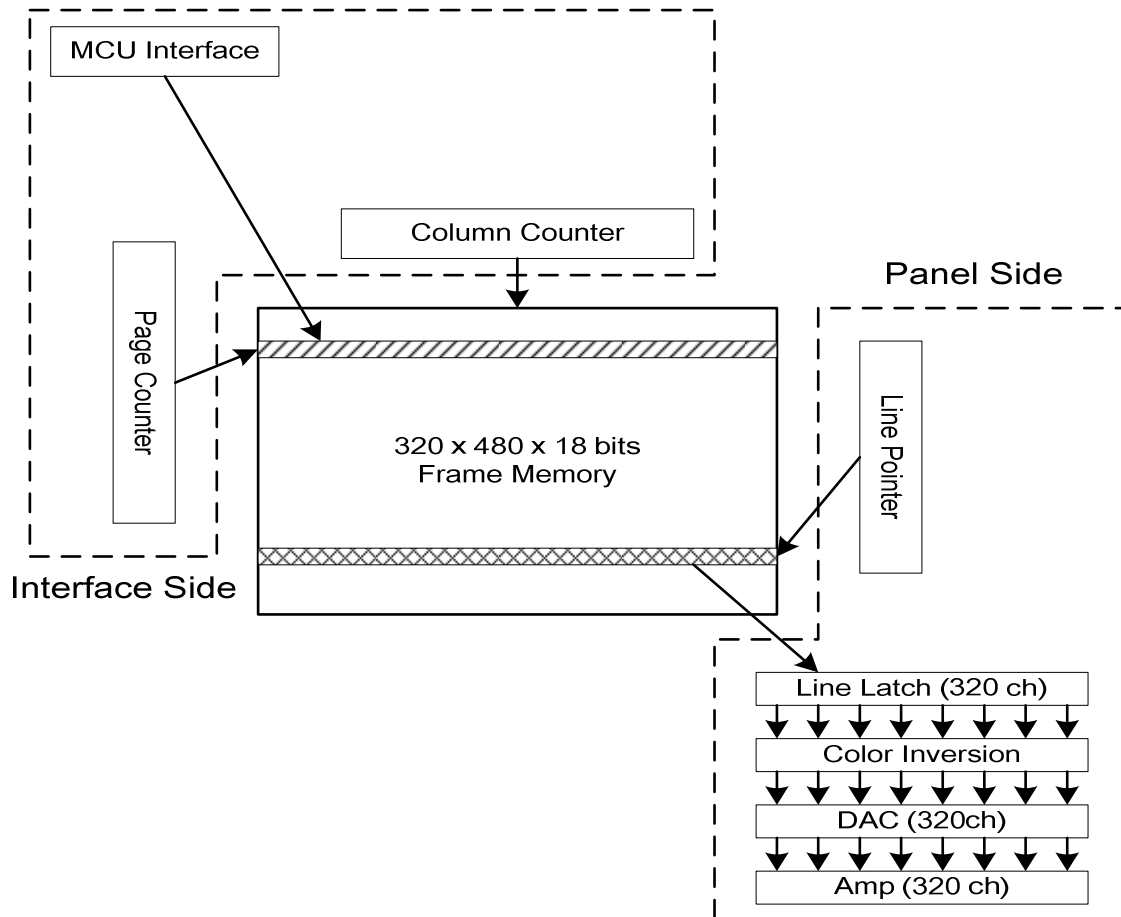 MCU Interface
Column Counter
Panel Side
Page Counter
Line Pointer
320 x 480 x 18 bits
Frame Memory
Interface Side
Line Latch (320 ch)
Color Inversion
DAC (320ch)
Amp (320 ch)